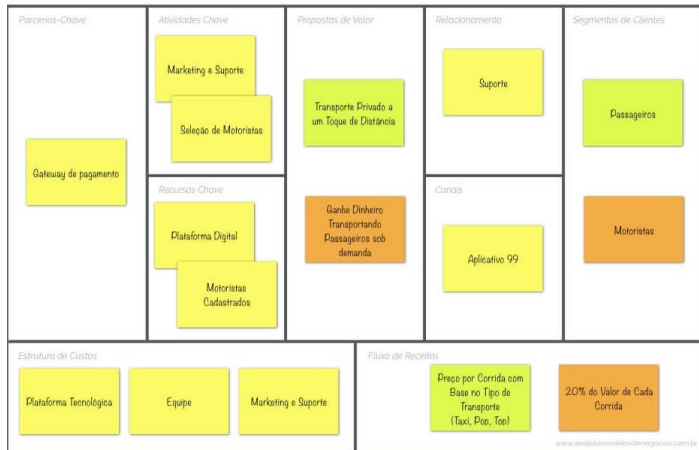 Parcerias-Chave
Gateway de pagamento
Atividades Chave
Marketing e Suporte
Seleção de Motoristas
Recursos Chave
Plataforma Digital
Motoristas
Cadastrados
Propostas de Valor
Transporte Privado a
um Toque de Distância
Ganhe Dinheiro
Transportando
Passageiros sob
demanda
Relacionamento
Suporte
Canais
Aplicativo 99
Segmentos de Clientes
Passageiros
Motoristas
Estrutura de Custos
Plataforma Tecnológica
Equipe
Marketing e Suporte
Fluxo de Receitas
Preço por Corrida com
Base no Tipo de
Transporte
(Taxi, Pop, Top)
20% do Valor de Cada
Corrida
www.analistamodelosdenegocios.com.br